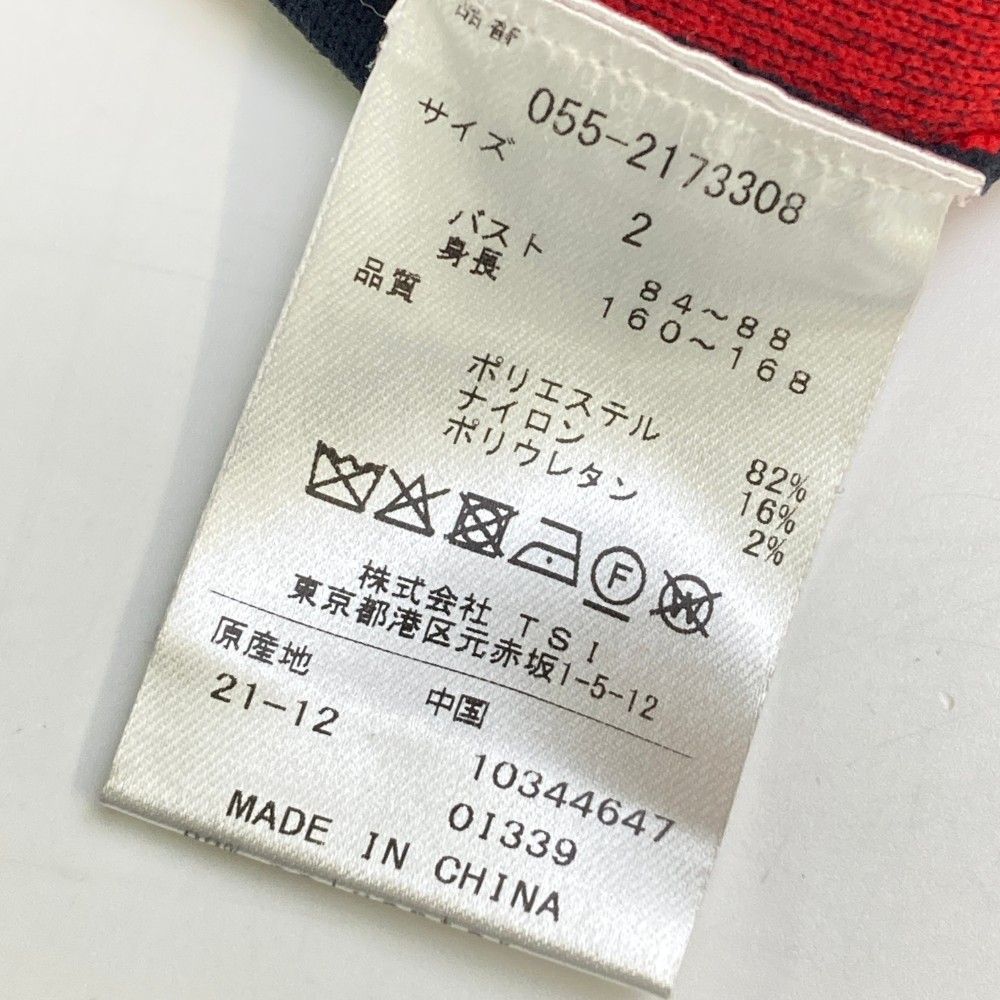 品番
055-2173308
サイズ
2
バスト 84~88
身長 160~168
品質
ポリエステル 82%
ナイロン 16%
ポリウレタン 2%
F
W
株式会社 TSI
東京都港区元赤坂1-5-12
原産地 中国
21-12 10344647
01339
MADE IN CHINA